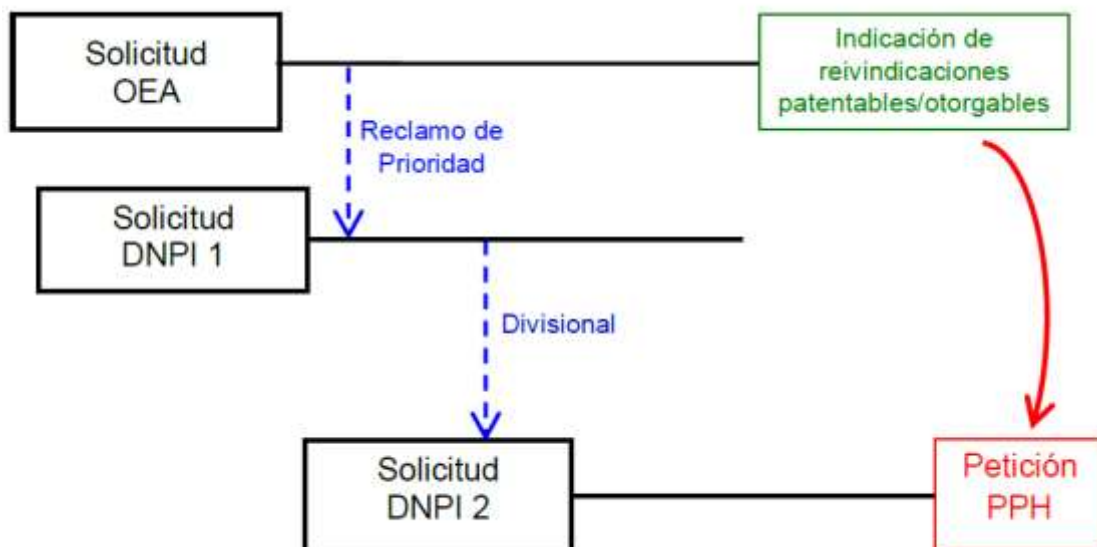 Solicitud
OEA
Indicación de
reivindicaciones
patentables/otorgables
Reclamo de
Prioridad
Solicitud
DNPI 1
Divisional
Solicitud
DNPI 2
Petición
PPH